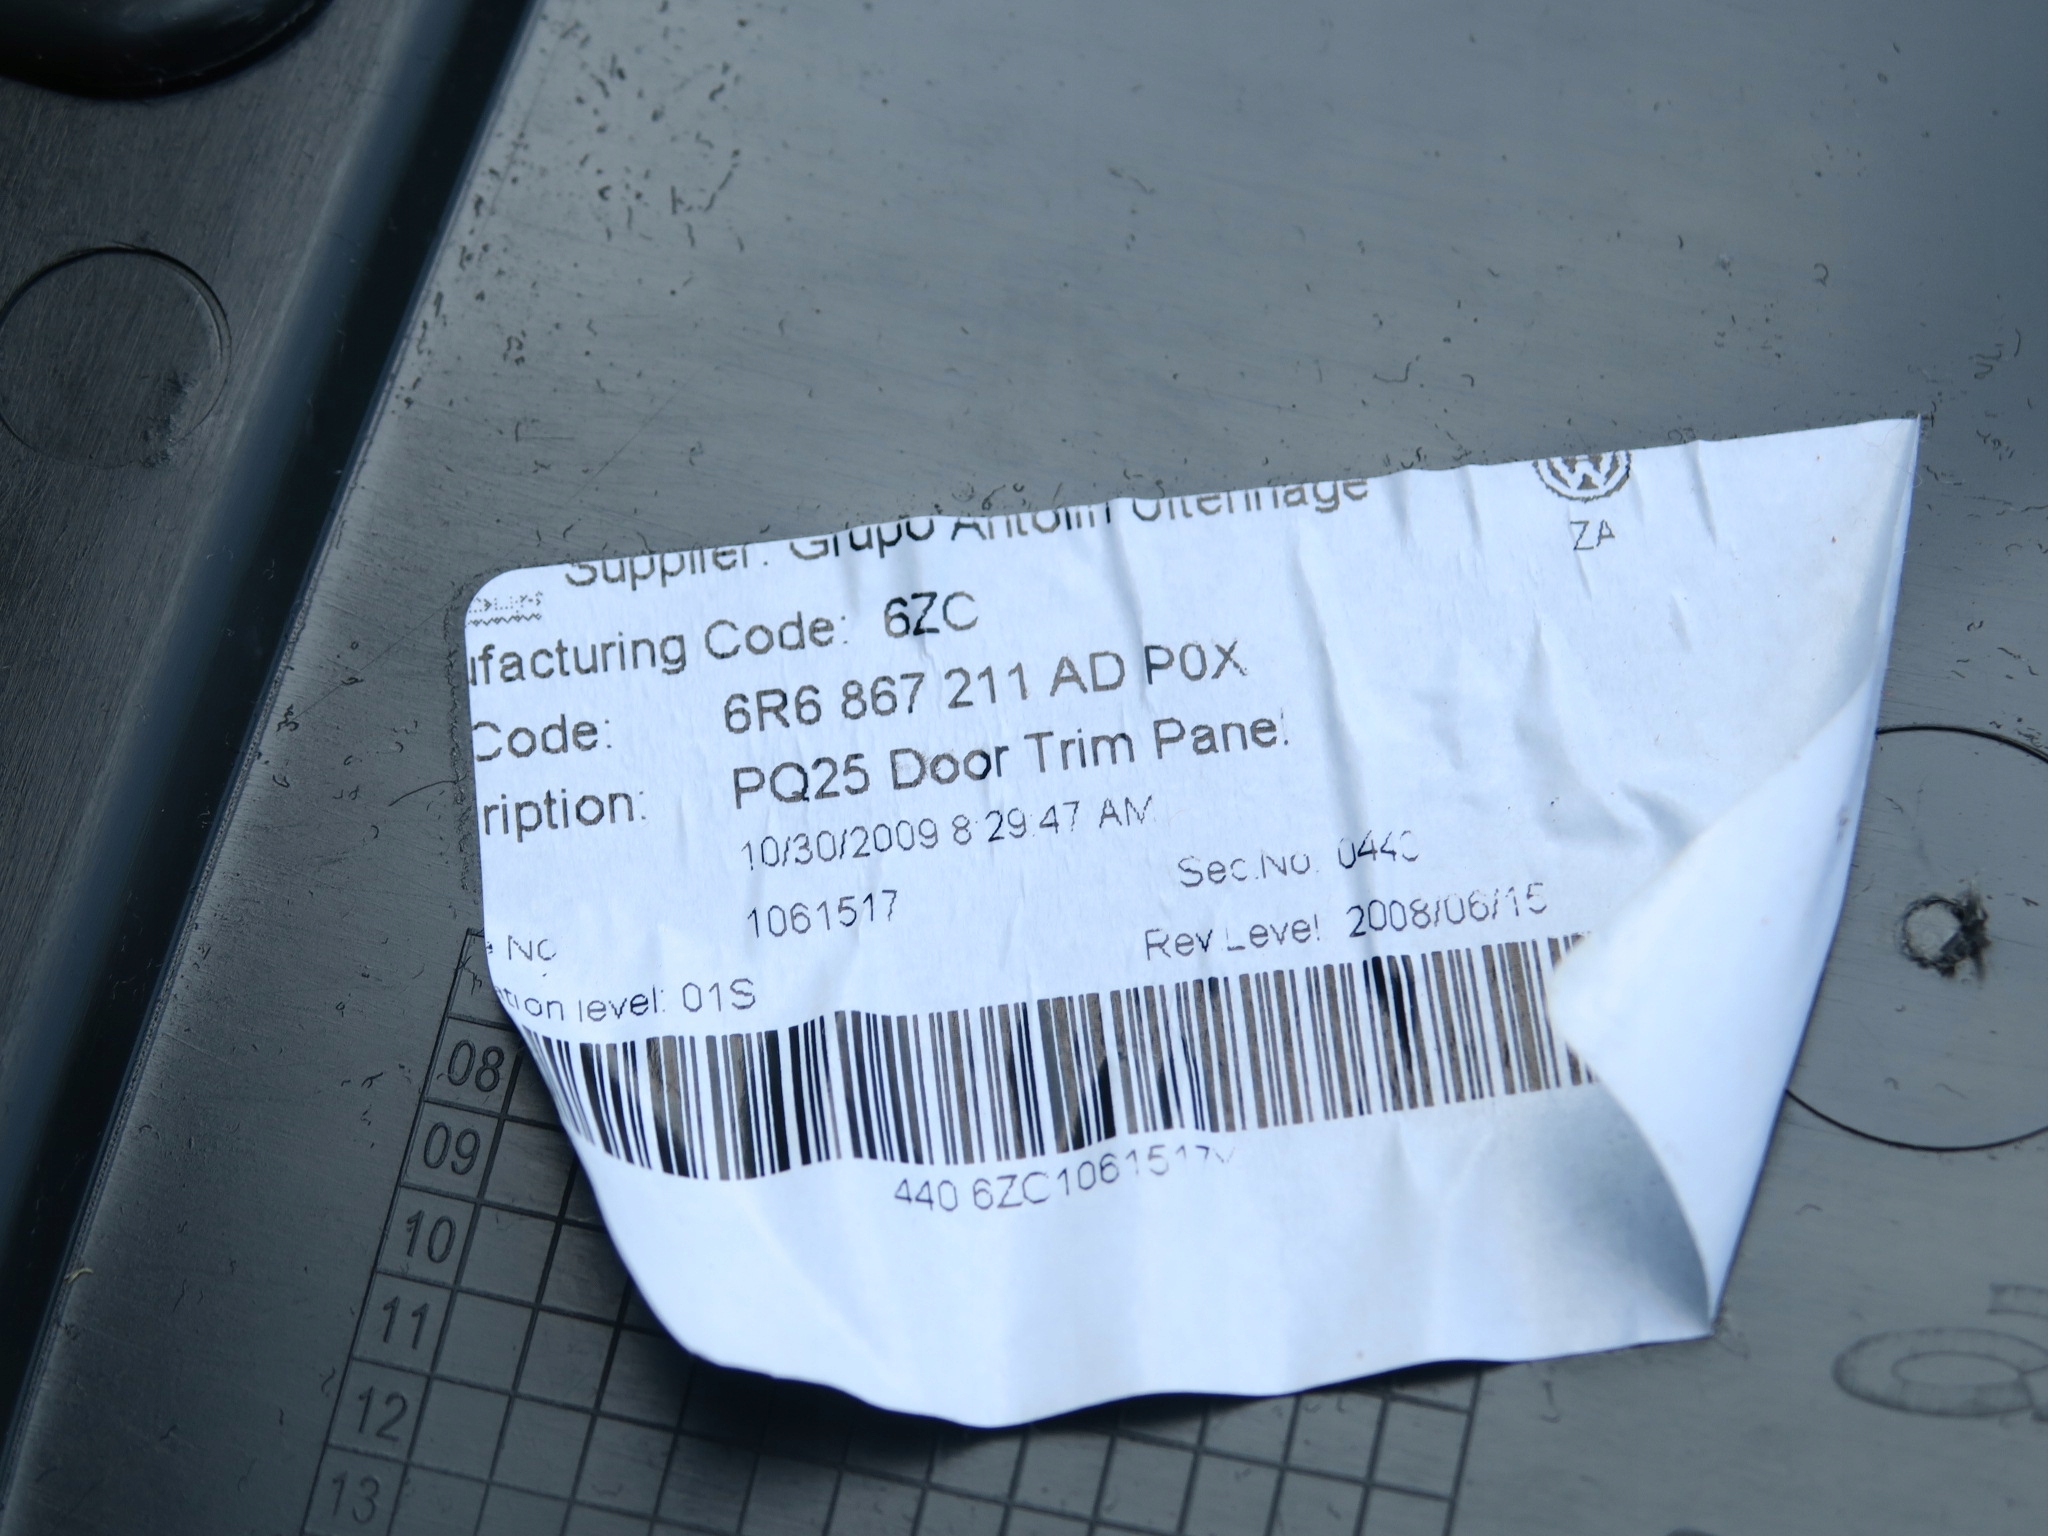 Supplier: Grupo Antolin Uitenhage
ZA
ufacturing Code: 6ZC
Code: 6R6 867 211 AD P0X
ription: PQ25 Door Trim Panel
10/30/2009 8:29:47 AM
1061517 Sec.No. 0440
e No Rev Level 2008/06/15
tion level: 01S
440 6ZC1061517
08
09
10
11
12
13